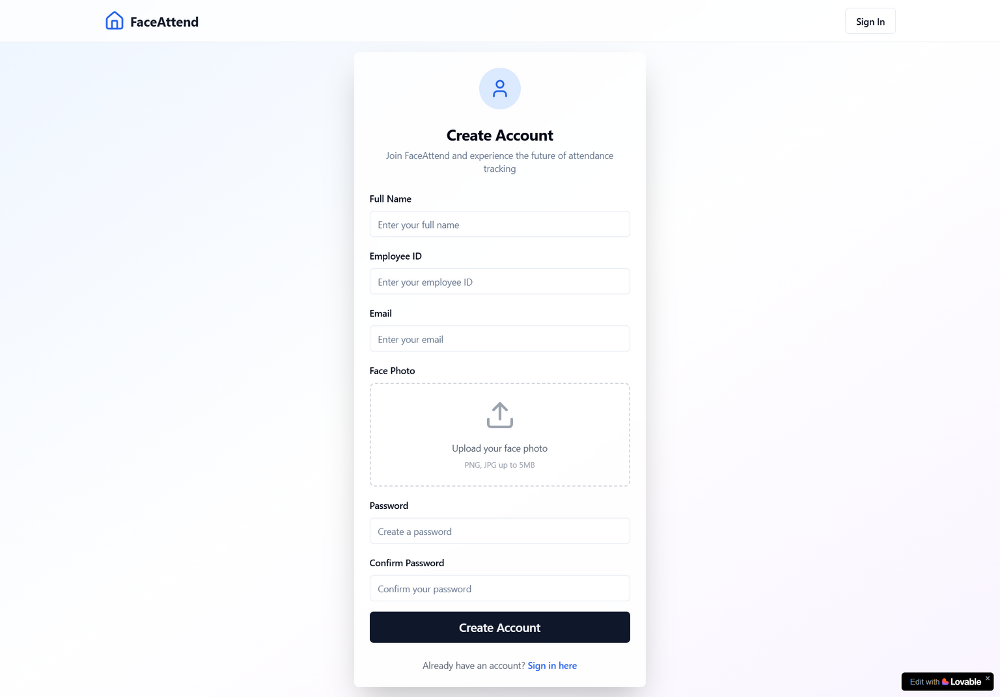 FaceAttend
Sign In
Create Account
Join FaceAttend and experience the future of attendance
tracking
Full Name
Enter your full name
Employee ID
Enter your employee ID
Email
Enter your email
Face Photo
Upload your face photo
PNG, JPG up to 5MB
Password
Create a password
Confirm Password
Confirm your password
Create Account
Already have an account? Sign in here
Edit with Lovable ×